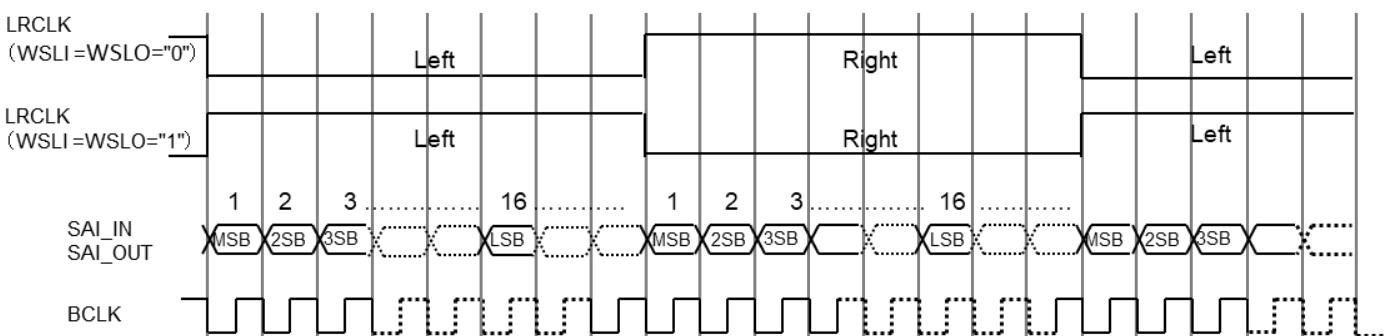 LRCLK
(WSLI=WSLO="0")
Left
Right
Left
LRCLK
(WSLI=WSLO="1")
Left
Right
Left
1 2 3 .............. 16 ............ 1 2 3 .............. 16 ............
SAI_IN
SAI_OUT
MSB 2SB 3SB LSB MSB 2SB 3SB LSB MSB 2SB 3SB
BCLK